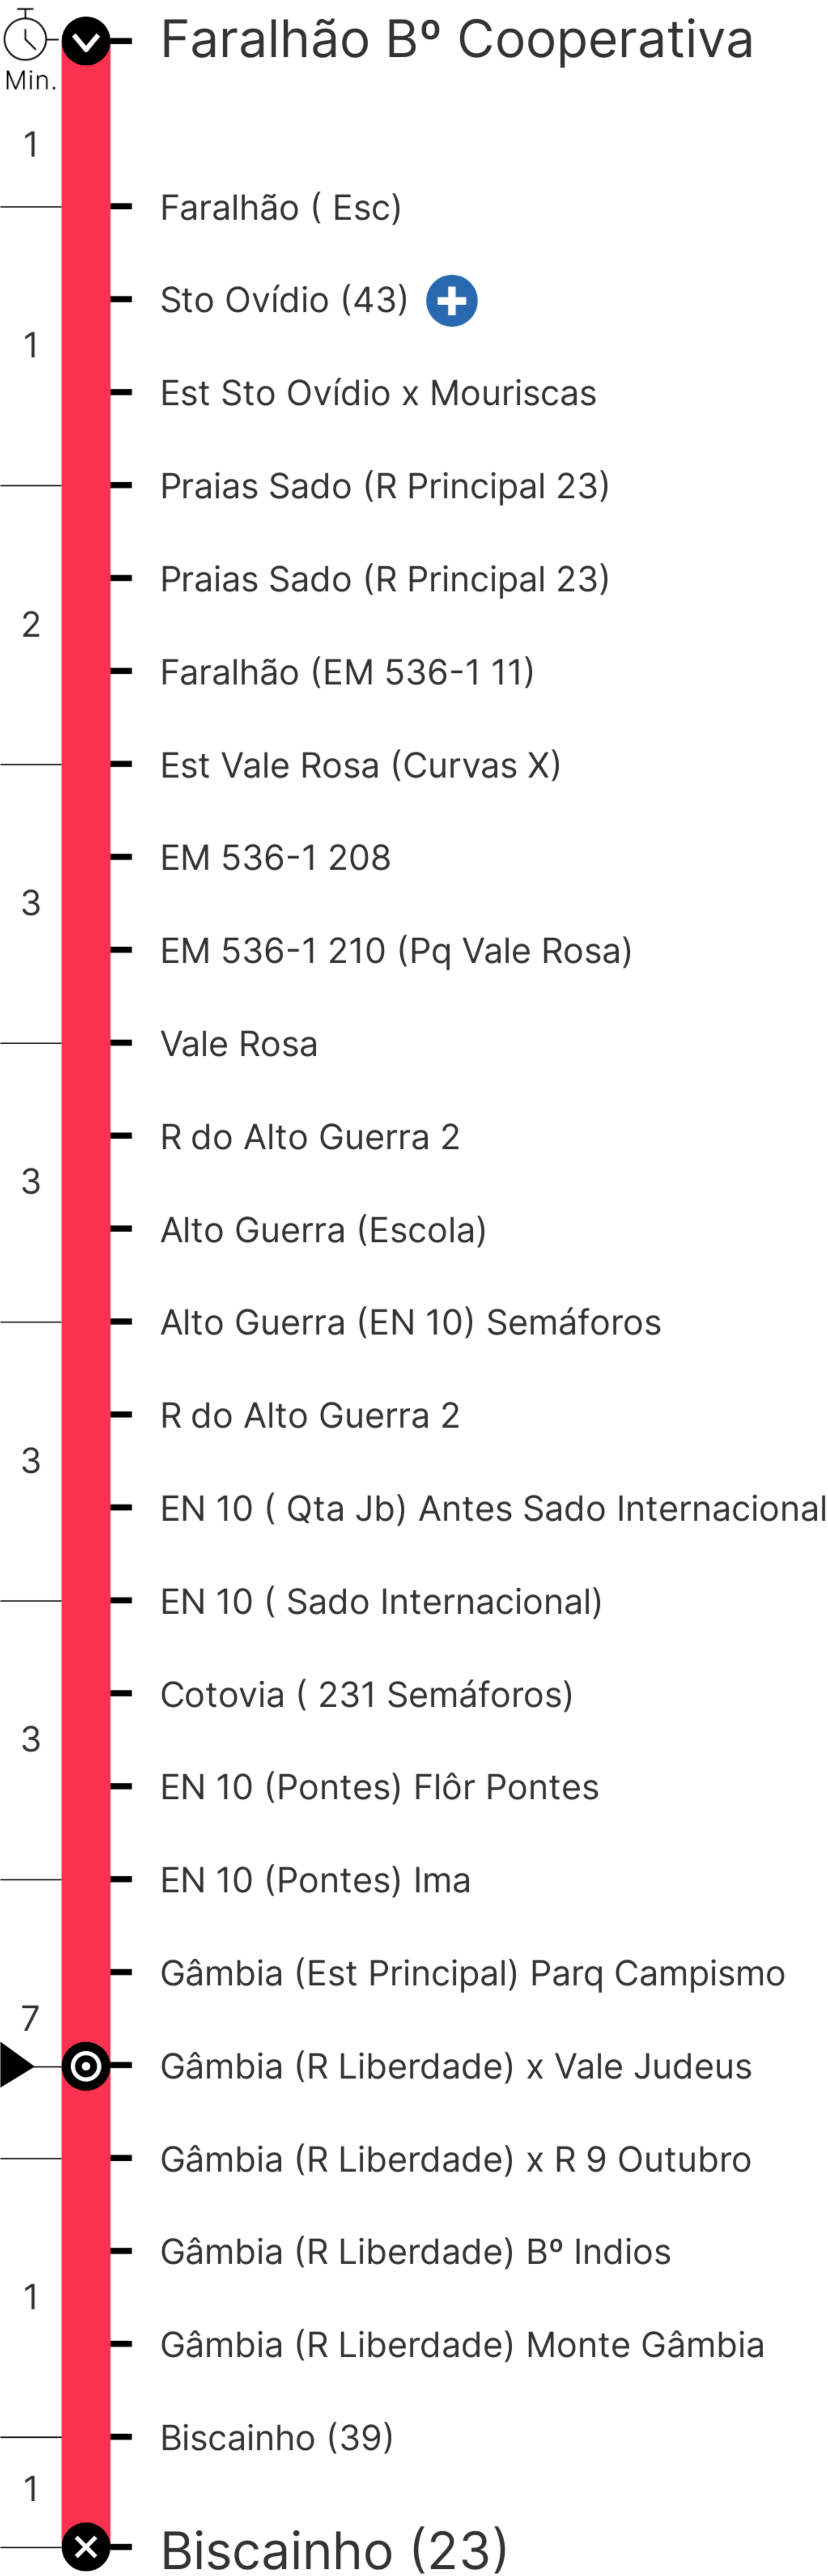 Faralhão Bº Cooperativa
Min.
1
Faralhão ( Esc)
Sto Ovídio (43)
1
Est Sto Ovídio x Mouriscas
Praias Sado (R Principal 23)
Praias Sado (R Principal 23)
2
Faralhão (EM 536-1 11)
Est Vale Rosa (Curvas X)
EM 536-1 208
3
EM 536-1 210 (Pq Vale Rosa)
Vale Rosa
R do Alto Guerra 2
3
Alto Guerra (Escola)
Alto Guerra (EN 10) Semáforos
R do Alto Guerra 2
3
EN 10 ( Qta Jb) Antes Sado Internacional
EN 10 ( Sado Internacional)
Cotovia ( 231 Semáforos)
3
EN 10 (Pontes) Flôr Pontes
EN 10 (Pontes) Ima
Gâmbia (Est Principal) Parq Campismo
7
Gâmbia (R Liberdade) x Vale Judeus
Gâmbia (R Liberdade) x R 9 Outubro
Gâmbia (R Liberdade) Bº Indios
1
Gâmbia (R Liberdade) Monte Gâmbia
Biscainho (39)
1
Biscainho (23)